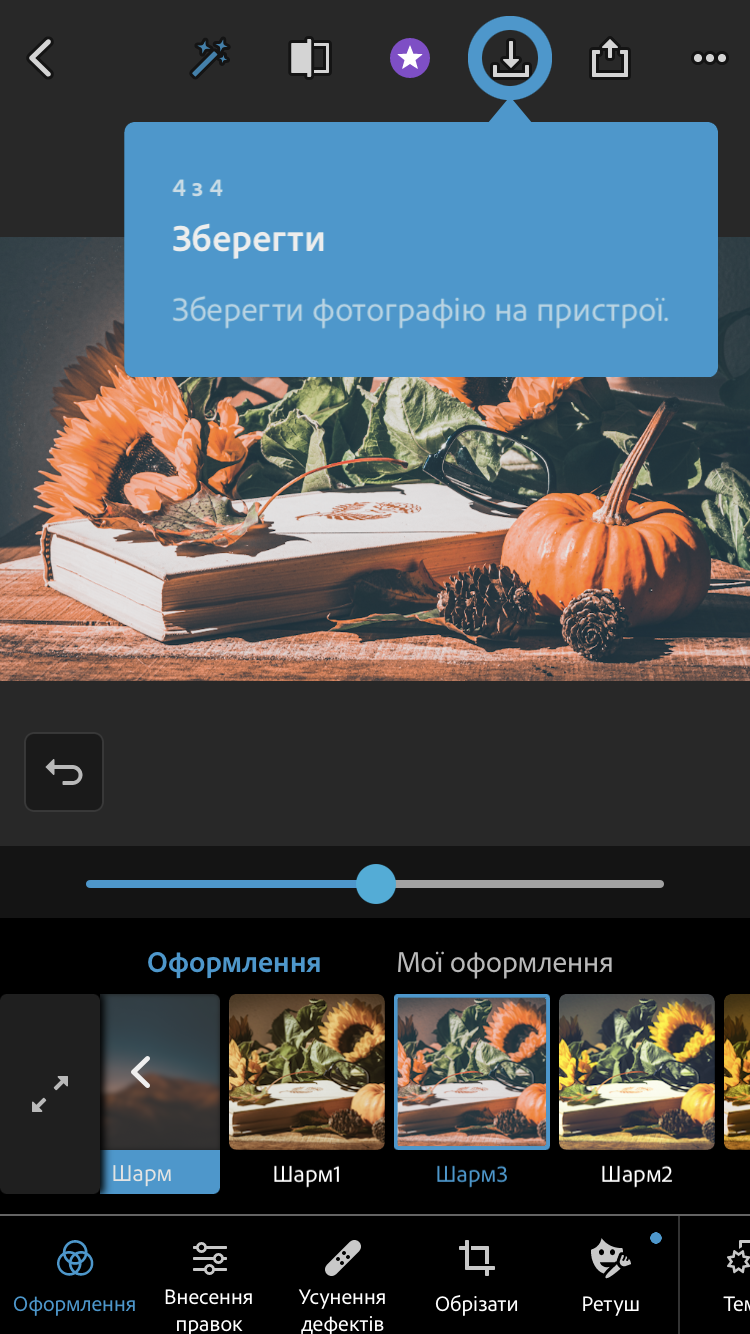 4 з 4
Зберегти
Зберегти фотографію на пристрої.
Оформлення
Мої оформлення
Шарм
Шарм1
Шарм3
Шарм2
Оформлення
Внесення
правок
Усунення
дефектів
Обрізати
Ретуш